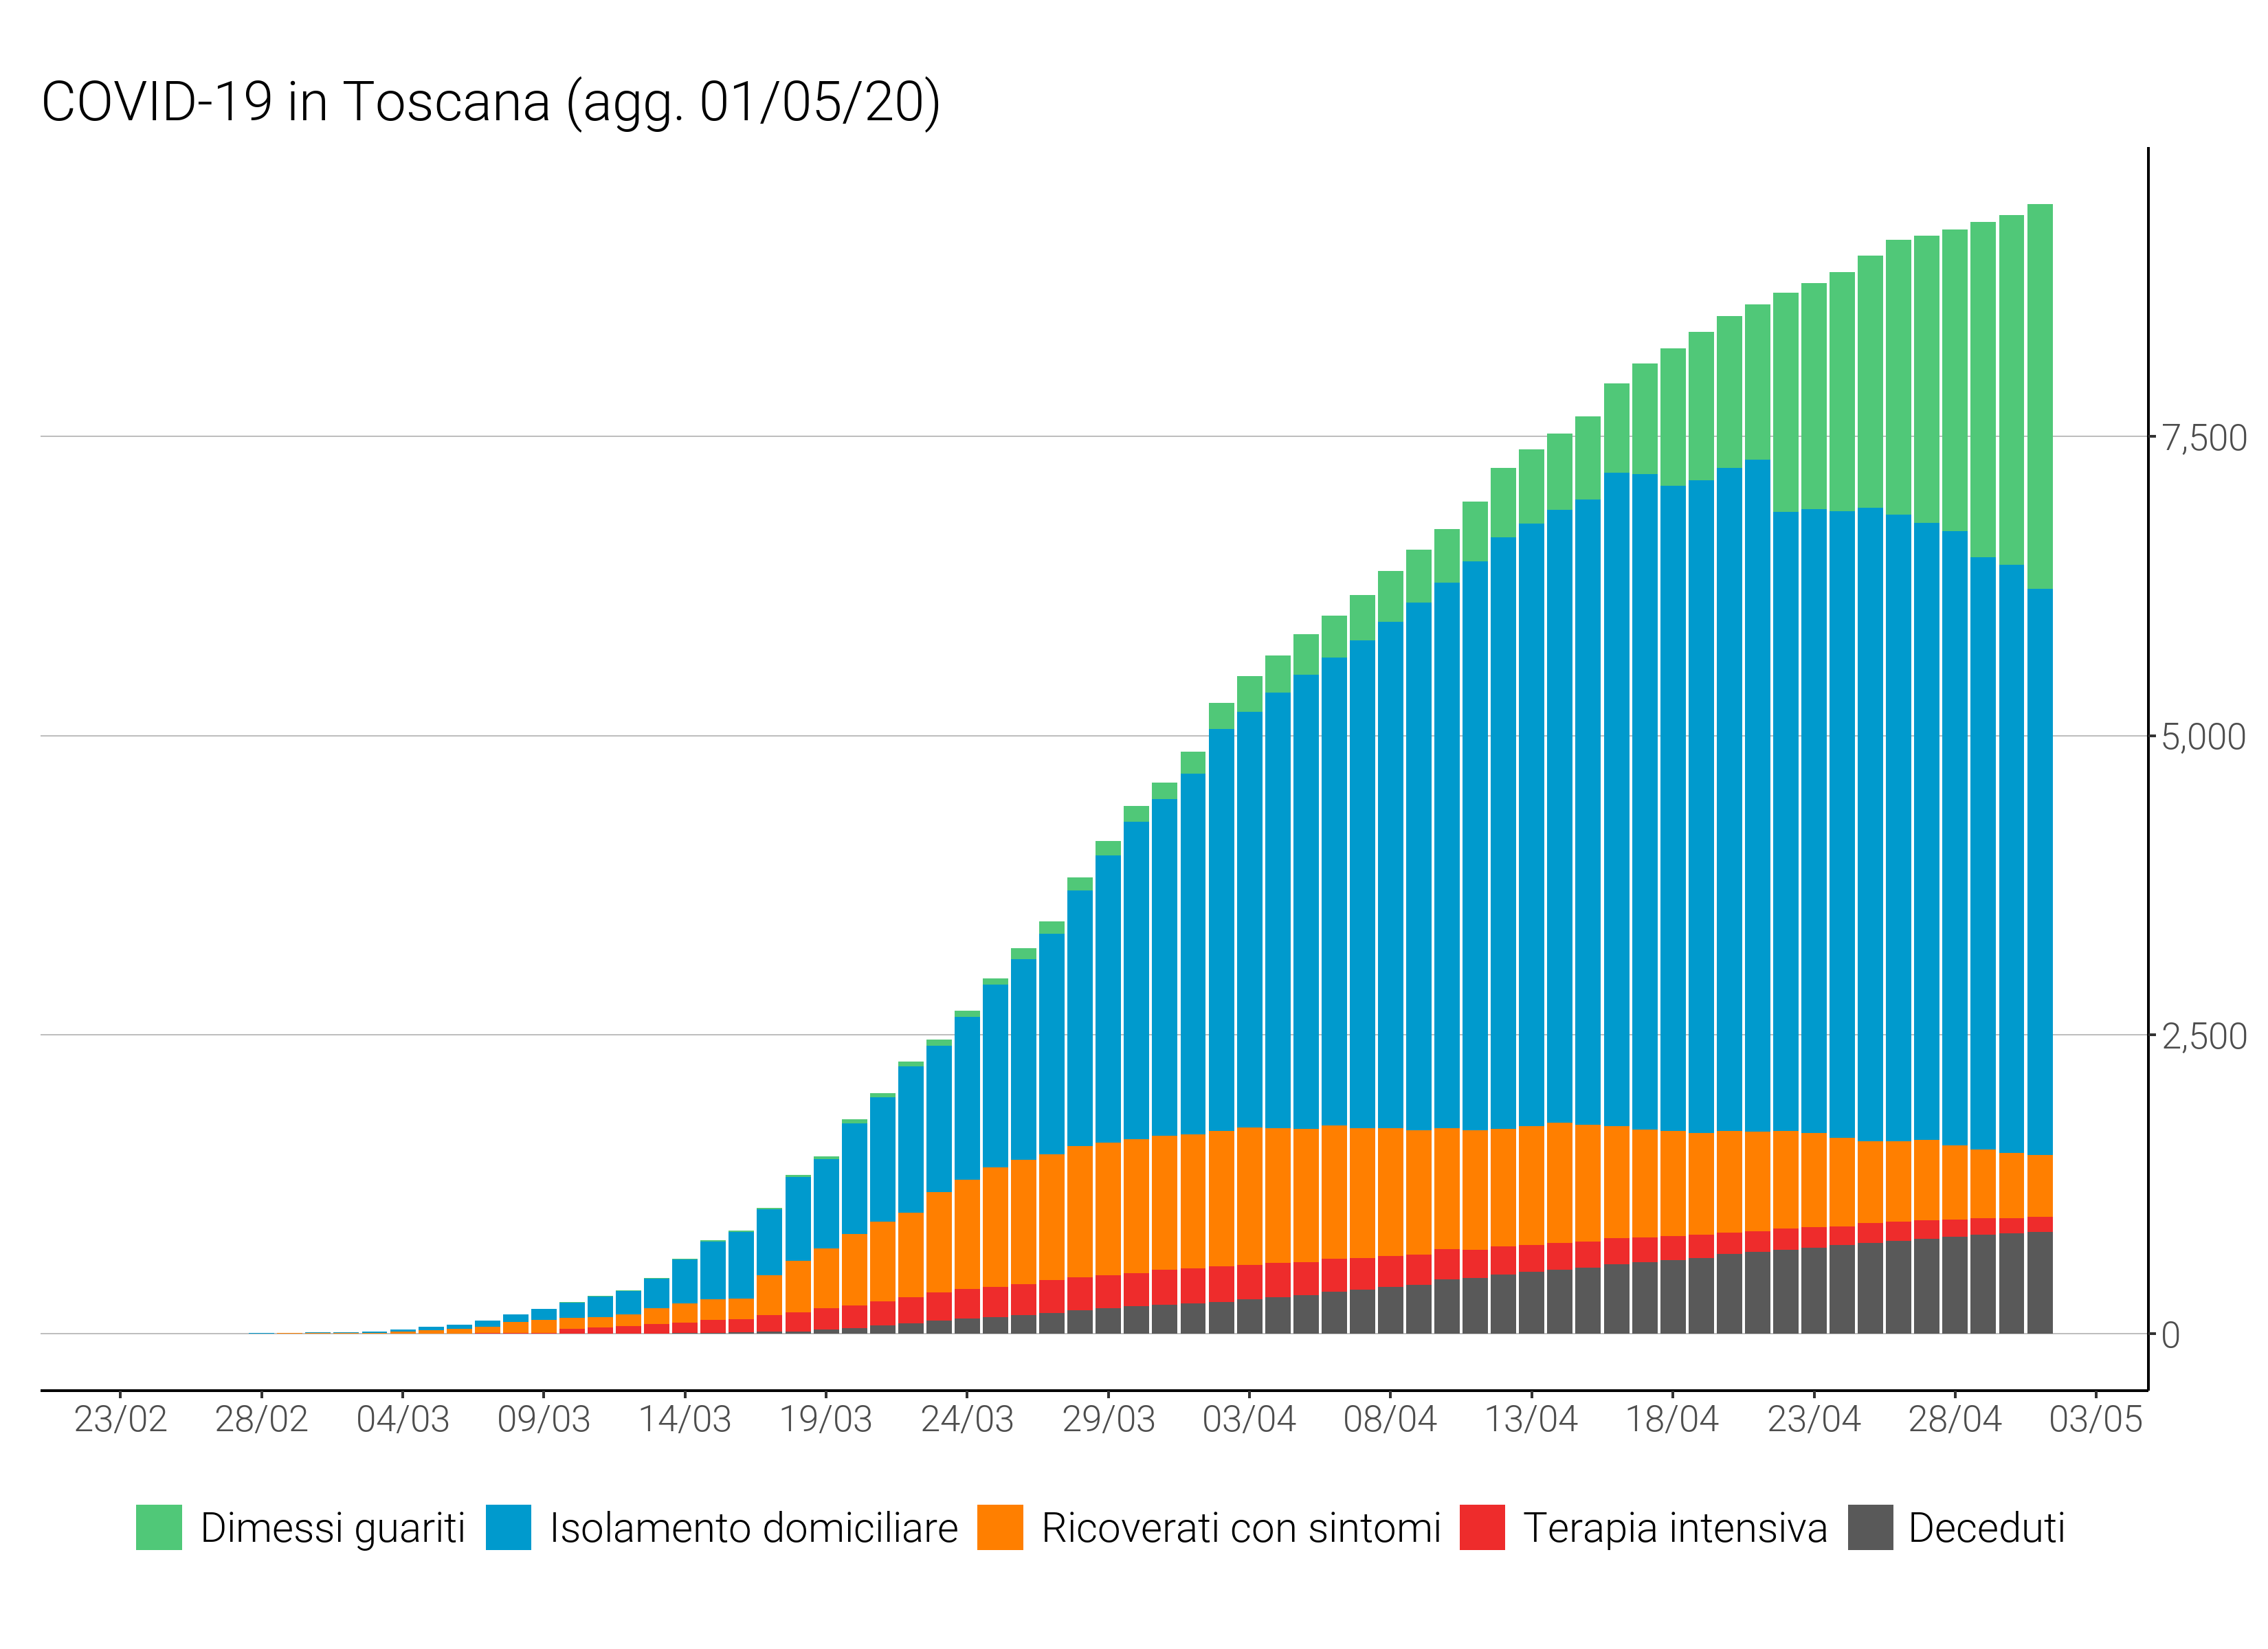 COVID-19 in Toscana (agg. 01/05/20)
7,500
5,000
2,500
0
23/02 28/02 04/03 09/03 14/03 19/03 24/03 29/03 03/04 08/04 13/04 18/04 23/04 28/04 03/05
Dimessi guariti Isolamento domiciliare Ricoverati con sintomi Terapia intensiva Deceduti